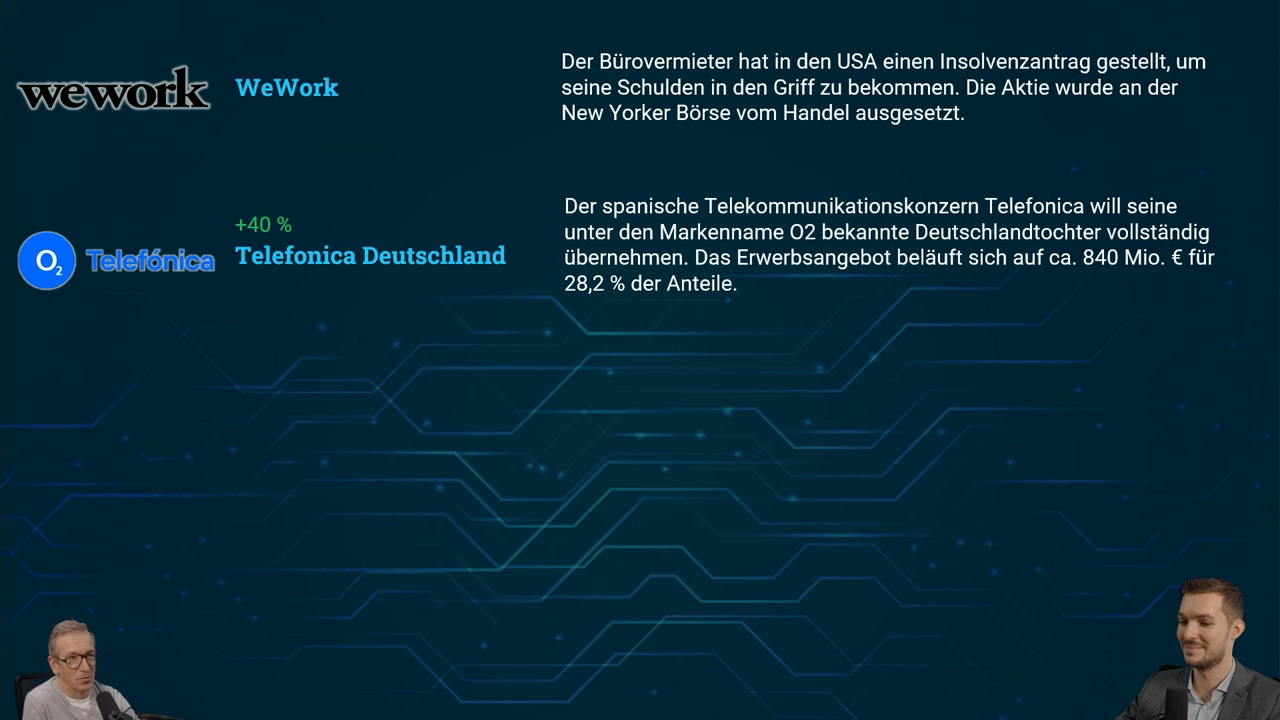 wework
WeWork
Der Bürovermieter hat in den USA einen Insolvenzantrag gestellt, um
seine Schulden in den Griff zu bekommen. Die Aktie wurde an der
New Yorker Börse vom Handel ausgesetzt.
O2 Telefónica
+40 %
Telefonica Deutschland
Der spanische Telekommunikationskonzern Telefonica will seine
unter den Markenname O2 bekannte Deutschlandtochter vollständig
übernehmen. Das Erwerbsangebot beläuft sich auf ca. 840 Mio. € für
28,2 % der Anteile.